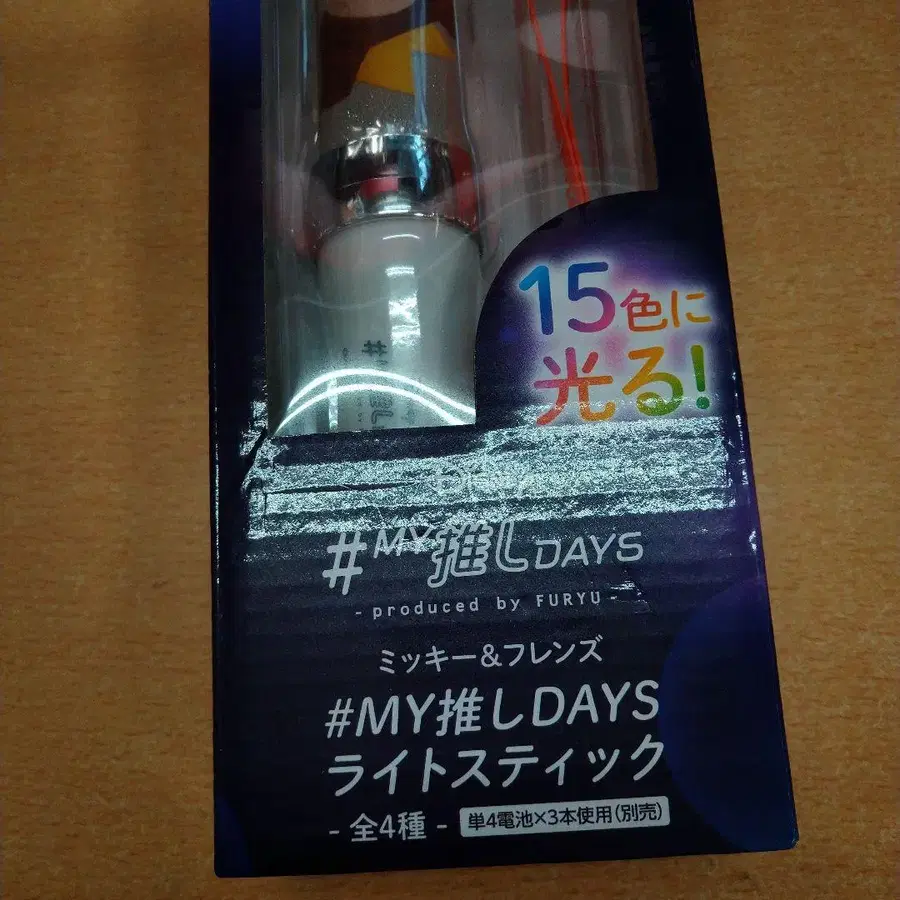 15色に
光る!
Disney
#MY推しDAYS
- produced by FURYU -
ミッキー&フレンズ
#MY推しDAYS
ライトスティック
- 全4種 -
単4電池×3本使用(別売)